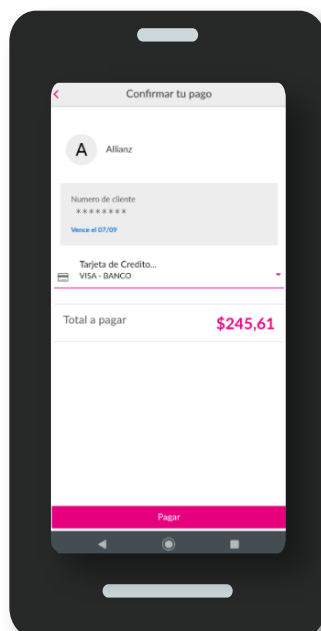 Confirmar tu pago
A
Allianz
Numero de cliente
********
Vence el 07/09
Tarjeta de Credito...
VISA - BANCO
Total a pagar
$245,61
Pagar